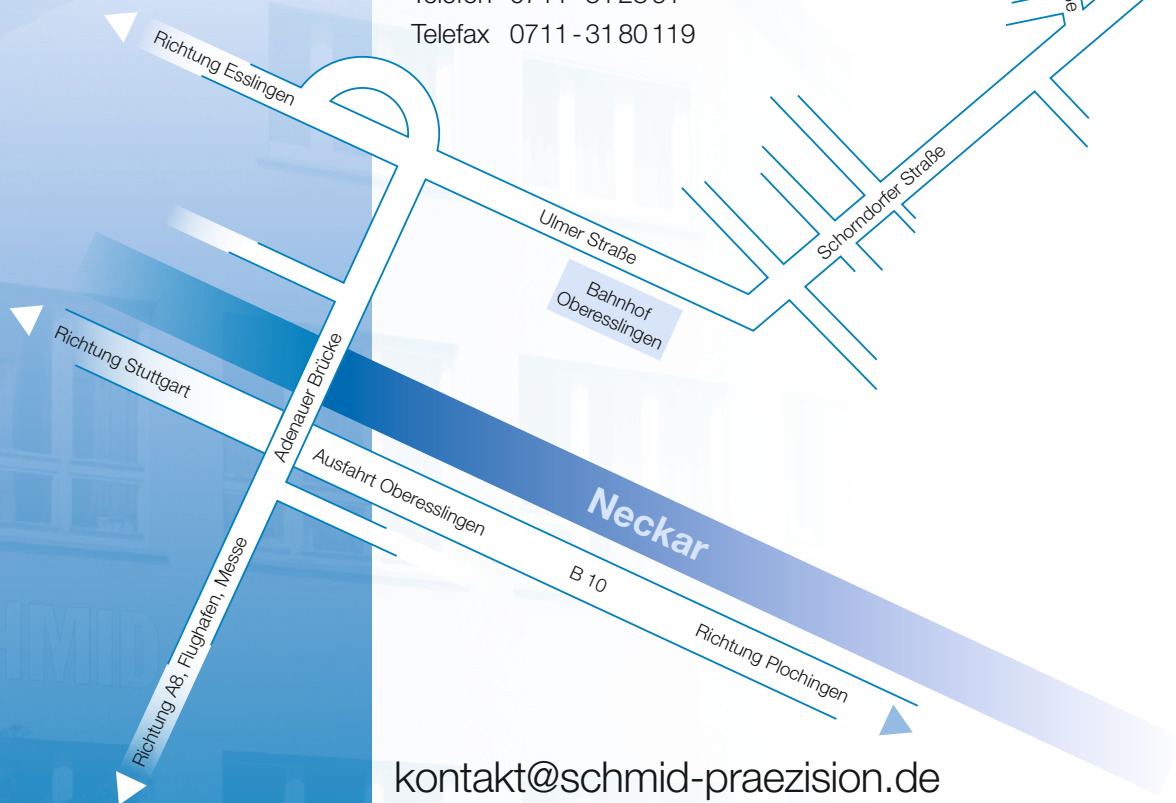 Telefax 0711-3180119
Richtung Esslingen
Ulmer Straße
Schorndorfer Straße
Bahnhof
Oberesslingen
Richtung Stuttgart
Adenauer Brücke
Ausfahrt Oberesslingen
Neckar
B 10
Richtung Plochingen
Richtung A8, Flughafen, Messe
HMID
kontakt@schmid-praezision.de